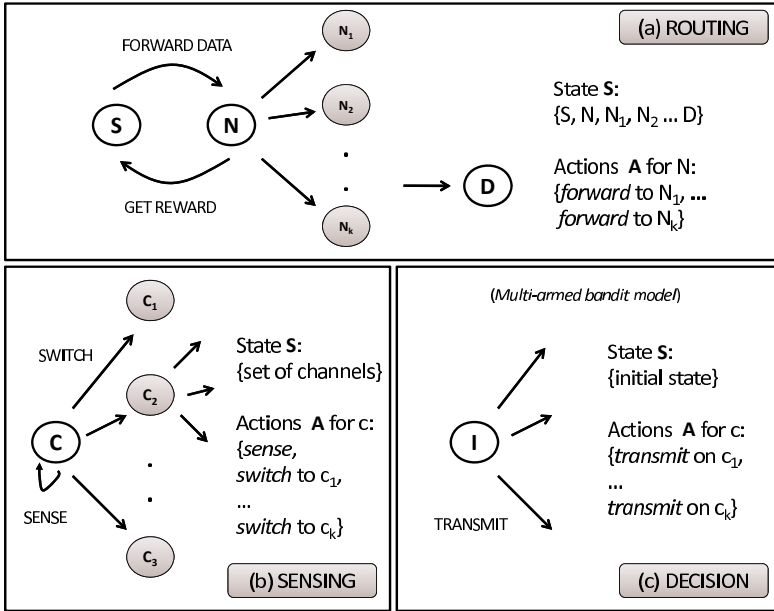 (a) ROUTING
FORWARD DATA
S
N
GET REWARD
N1
N2
.
.
Nk
D
State S:
{S, N, N1, N2 ... D}
Actions A for N:
{forward to N1, ...
forward to Nk}
C1
SWITCH
C2
C
.
.
SENSE
C3
State S:
{set of channels}
Actions A for c:
{sense,
switch to c1,
...
switch to ck}
(b) SENSING
(Multi-armed bandit model)
I
TRANSMIT
State S:
{initial state}
Actions A for c:
{transmit on c1,
...
transmit on ck}
(c) DECISION